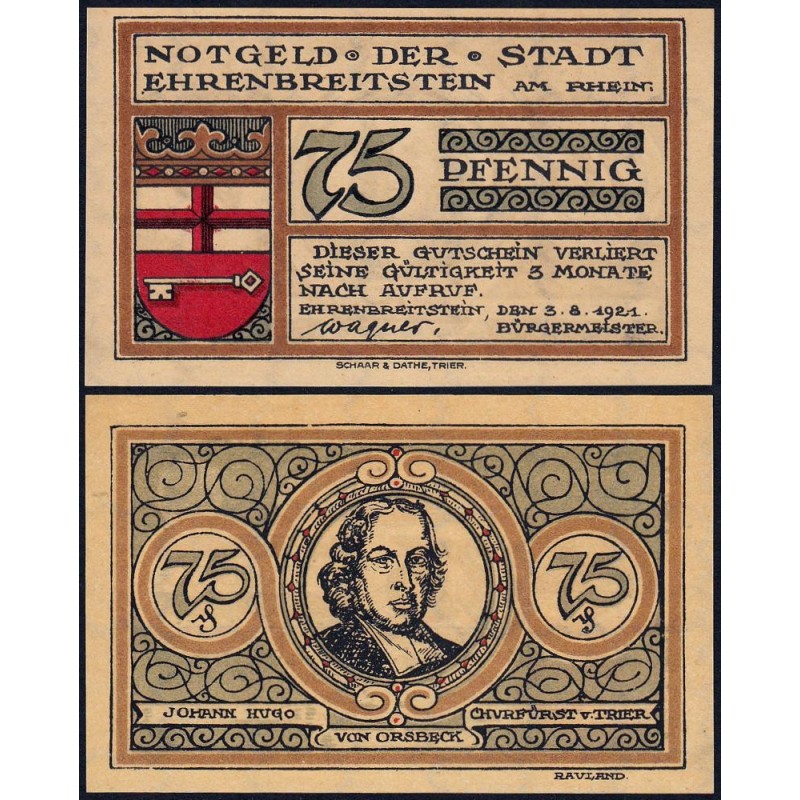 NOTGELD DER STADT
EHRENBREITSTEIN AM RHEIN:
75 PFENNIG
DIESER GUTSCHEIN VERLIERT
SEINE GÜLTIGKEIT 3 MONATE
NACH AUFRUF.
EHRENBREITSTEIN, DEN 3.8.1921.
Wagner. BÜRGERMEISTER.
SCHAAR & DATHE, TRIER.
75 75
JOHANN HUGO CHURFÜRST v. TRIER
VON ORSBECK
RAULAND.